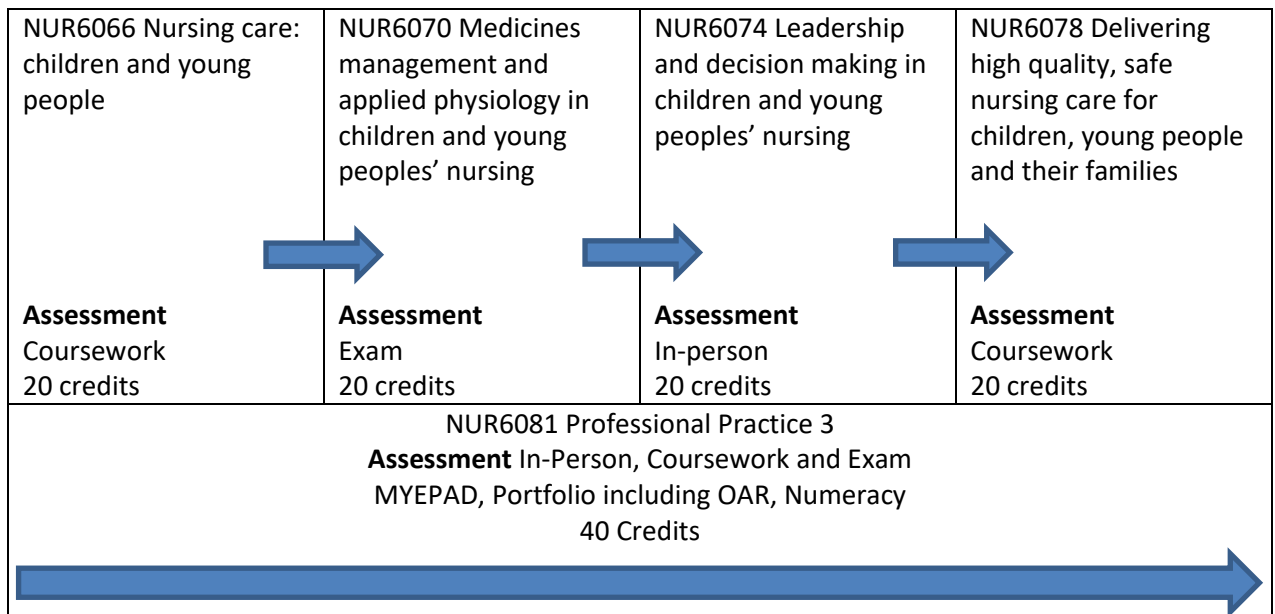 NUR6066 Nursing care:
children and young
people
Assessment
Coursework
20 credits
NUR6070 Medicines
management and
applied physiology in
children and young
peoples’ nursing
Assessment
Exam
20 credits
NUR6074 Leadership
and decision making in
children and young
peoples’ nursing
Assessment
In-person
20 credits
NUR6078 Delivering
high quality, safe
nursing care for
children, young people
and their families
Assessment
Coursework
20 credits
NUR6081 Professional Practice 3
Assessment In-Person, Coursework and Exam
MYEPAD, Portfolio including OAR, Numeracy
40 Credits